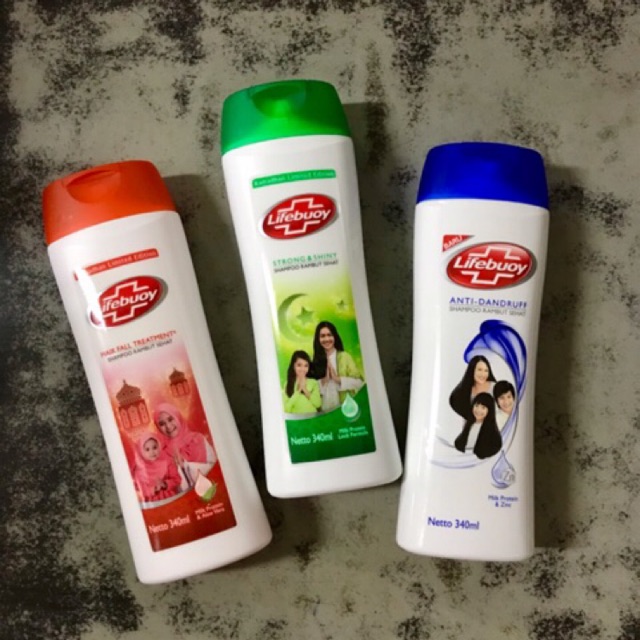 Ramadhan Limited Edition
Lifebuoy
HAIR FALL TREATMENT
SHAMPOO RAMBUT SEHAT
Netto 340ml
Milk Protein
& Aloe Vera
Ramadhan Limited Edition
Lifebuoy
STRONG & SHINY
SHAMPOO RAMBUT SEHAT
Netto 340ml
Milk Protein
BARU
Lifebuoy
ANTI-DANDRUFF
SHAMPOO RAMBUT SEHAT
Milk Protein
& Zinc
Netto 340ml